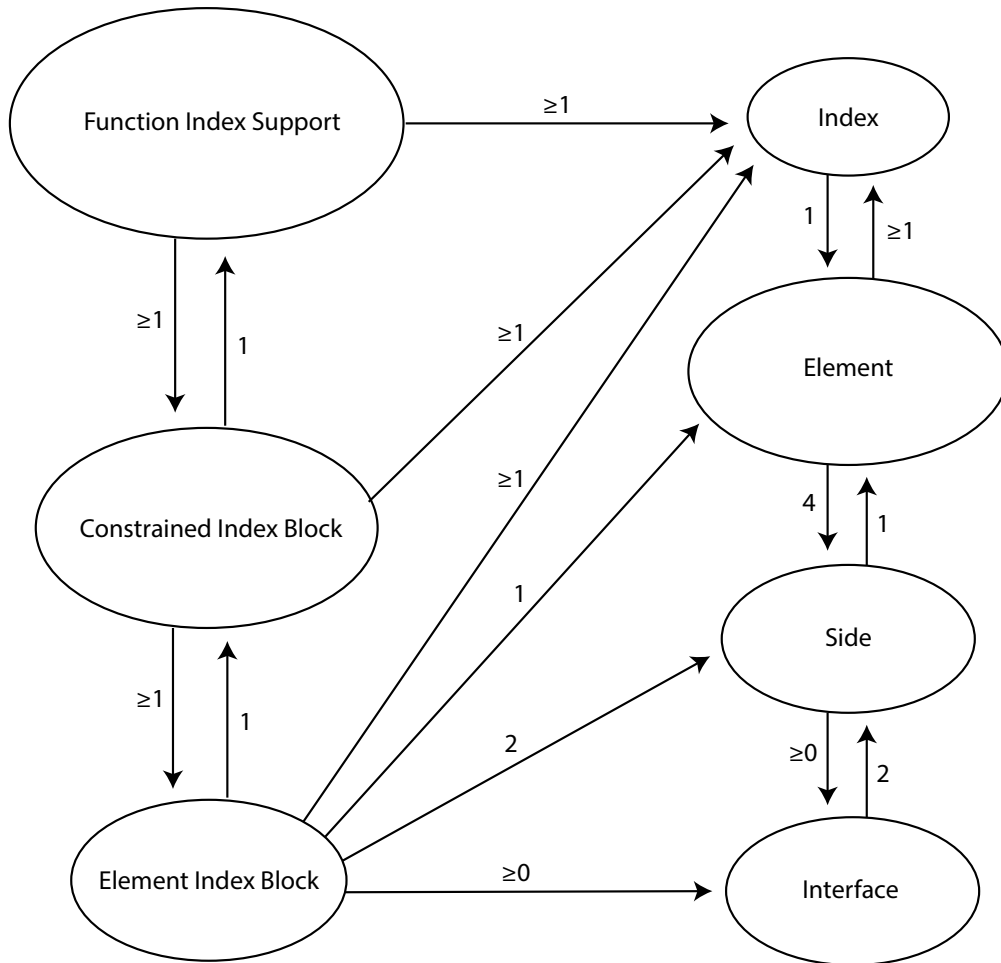 Function Index Support
≥1
Index
1
≥1
≥1
1
≥1
Element
≥1
4
1
Constrained Index Block
1
Side
≥1
1
2
≥0
2
Element Index Block
≥0
Interface